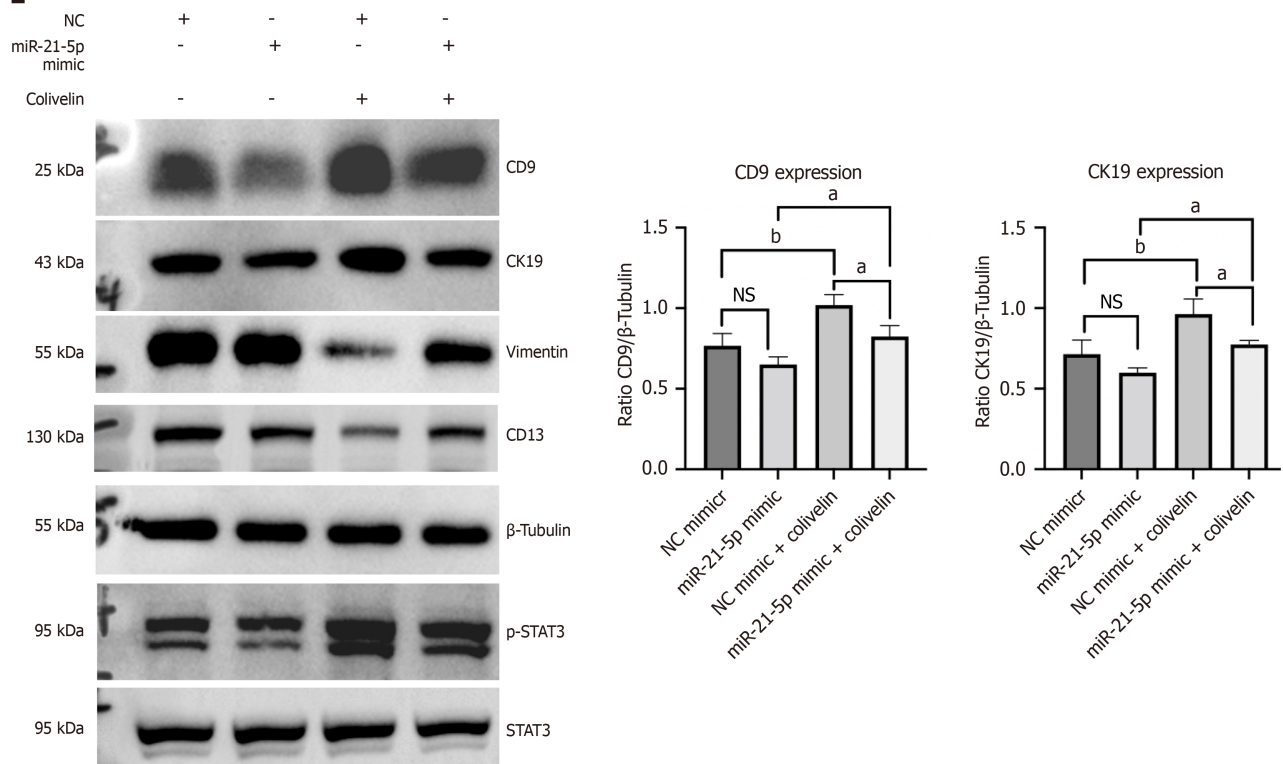 NC + - + -
miR-21-5p - + - +
mimic
Colivelin - - + +
25 kDa CD9
43 kDa CK19
55 kDa Vimentin
130 kDa CD13
55 kDa β-Tubulin
95 kDa p-STAT3
95 kDa STAT3
CD9 expression
Ratio CD9/β-Tubulin
1.5
1.0
0.5
0.0
a
b
a
NS
NC mimicr
miR-21-5p mimic
NC mimic + colivelin
miR-21-5p mimic + colivelin
CK19 expression
Ratio CK19/β-Tubulin
1.5
1.0
0.5
0.0
a
b
a
NS
NC mimicr
miR-21-5p mimic
NC mimic + colivelin
miR-21-5p mimic + colivelin